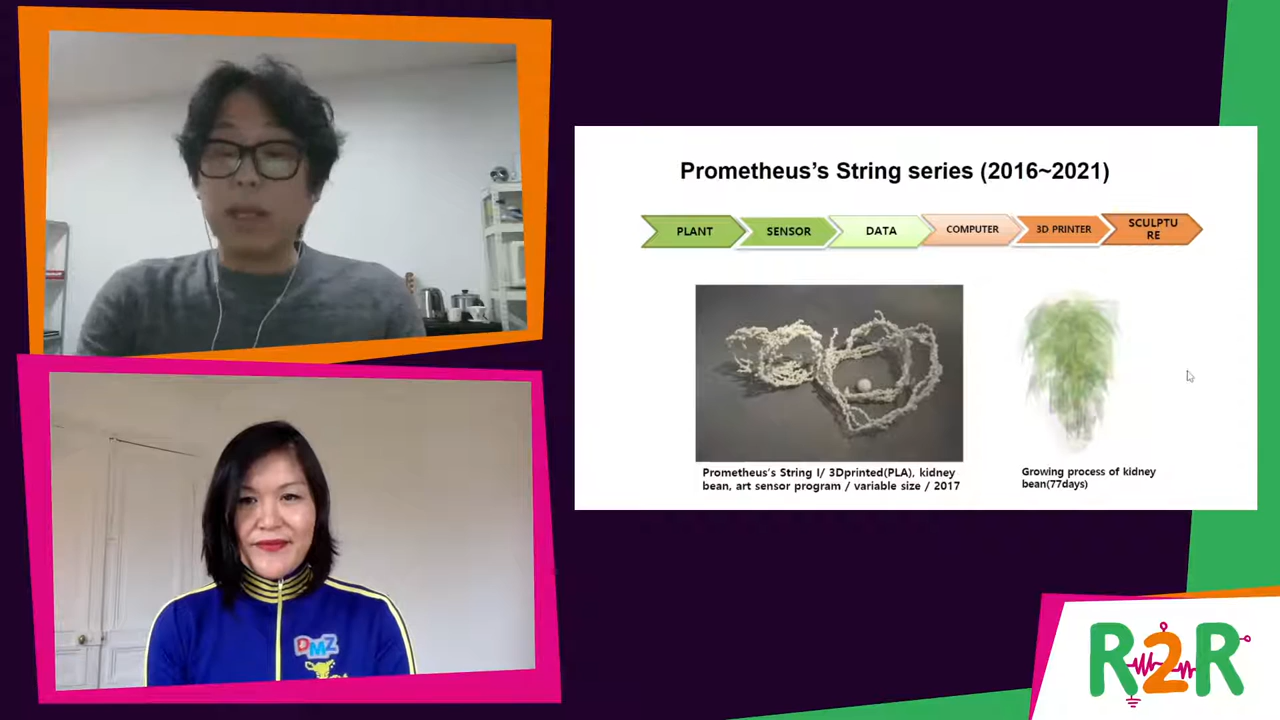 Prometheus’s String series (2016~2021)
PLANT
SENSOR
DATA
COMPUTER
3D PRINTER
SCULPTU
RE
Prometheus’s String I/ 3Dprinted(PLA), kidney
bean, art sensor program / variable size / 2017
Growing process of kidney
bean(77days)
DMZ
R2R